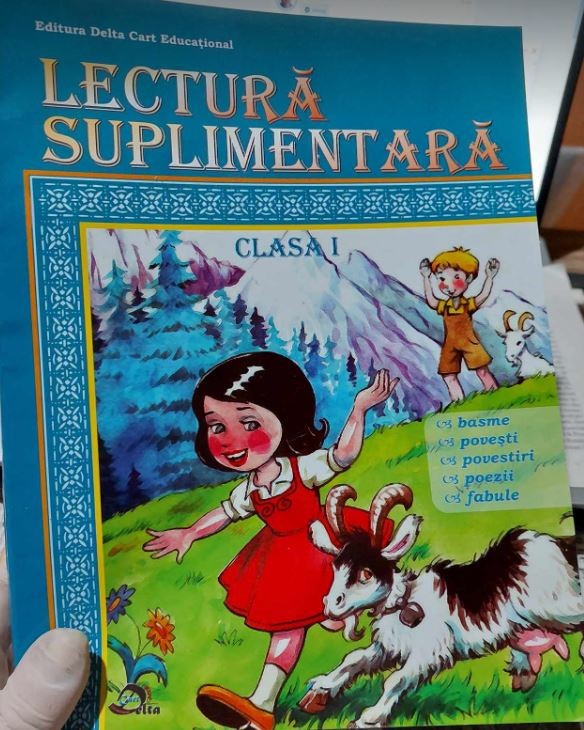 Editura Delta Cart Educațional
LECTURĂ
SUPLIMENTARĂ
CLASA I
basme
povești
povestiri
poezii
fabule
Delta